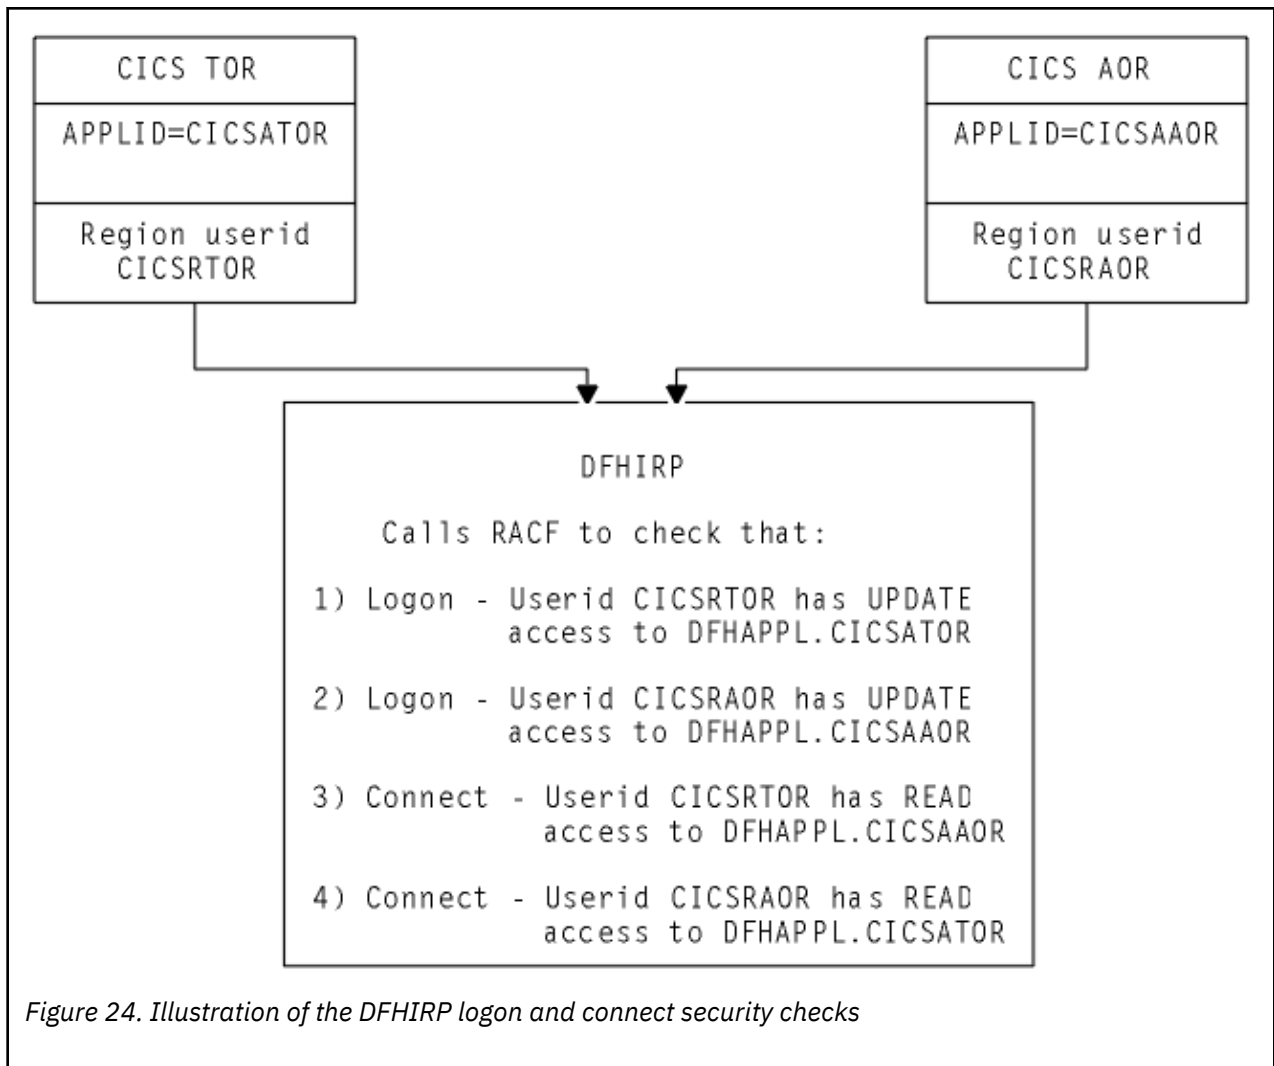 CICS TOR
APPLID=CICSATOR
Region userid
CICSRTOR
CICS AOR
APPLID=CICSAAOR
Region userid
CICSRAOR
DFHIRP
Calls RACF to check that:
1) Logon - Userid CICSRTOR has UPDATE
access to DFHAPPL.CICSATOR
2) Logon - Userid CICSRAOR has UPDATE
access to DFHAPPL.CICSAAOR
3) Connect - Userid CICSRTOR has READ
access to DFHAPPL.CICSAAOR
4) Connect - Userid CICSRAOR has READ
access to DFHAPPL.CICSATOR
Figure 24. Illustration of the DFHIRP logon and connect security checks